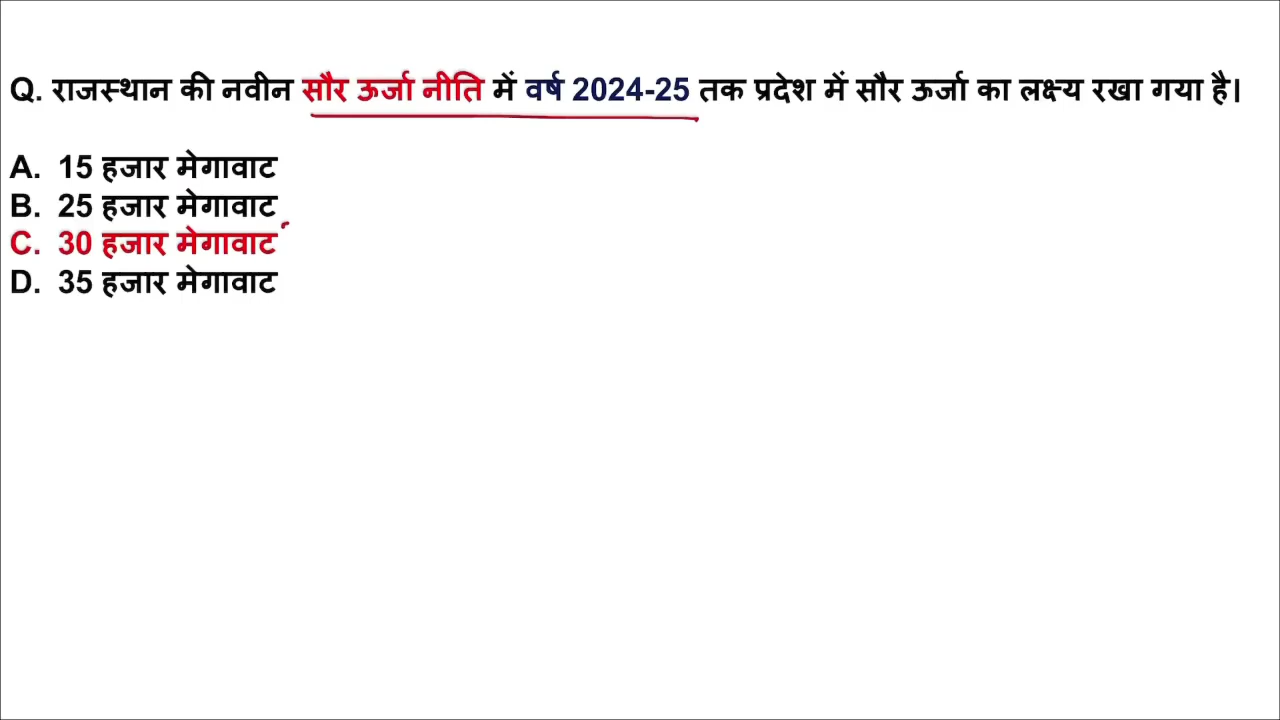 Q. राजस्थान की नवीन सौर ऊर्जा नीति में वर्ष 2024-25 तक प्रदेश में सौर ऊर्जा का लक्ष्य रखा गया है।
A. 15 हजार मेगावाट
B. 25 हजार मेगावाट
C. 30 हजार मेगावाट
D. 35 हजार मेगावाट